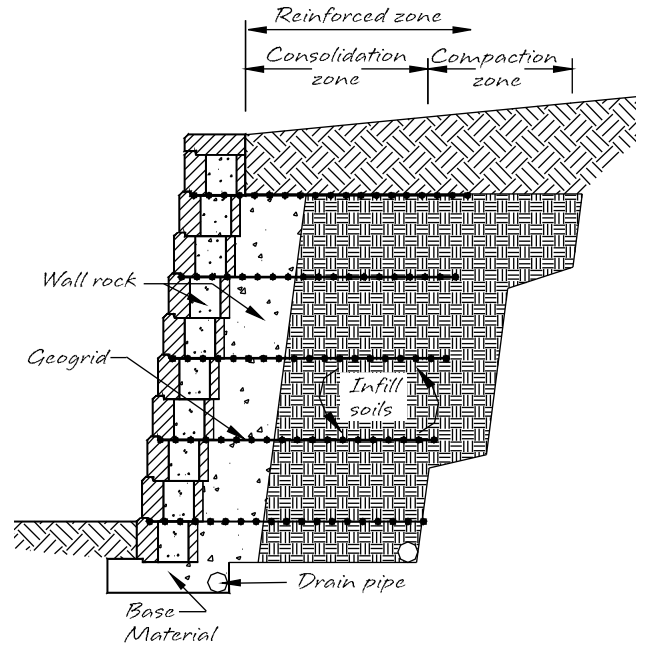 Reinforced zone
Consolidation
zone
Compaction
zone
Wall rock
Geogrid
Infill
soils
Drain pipe
Base
Material